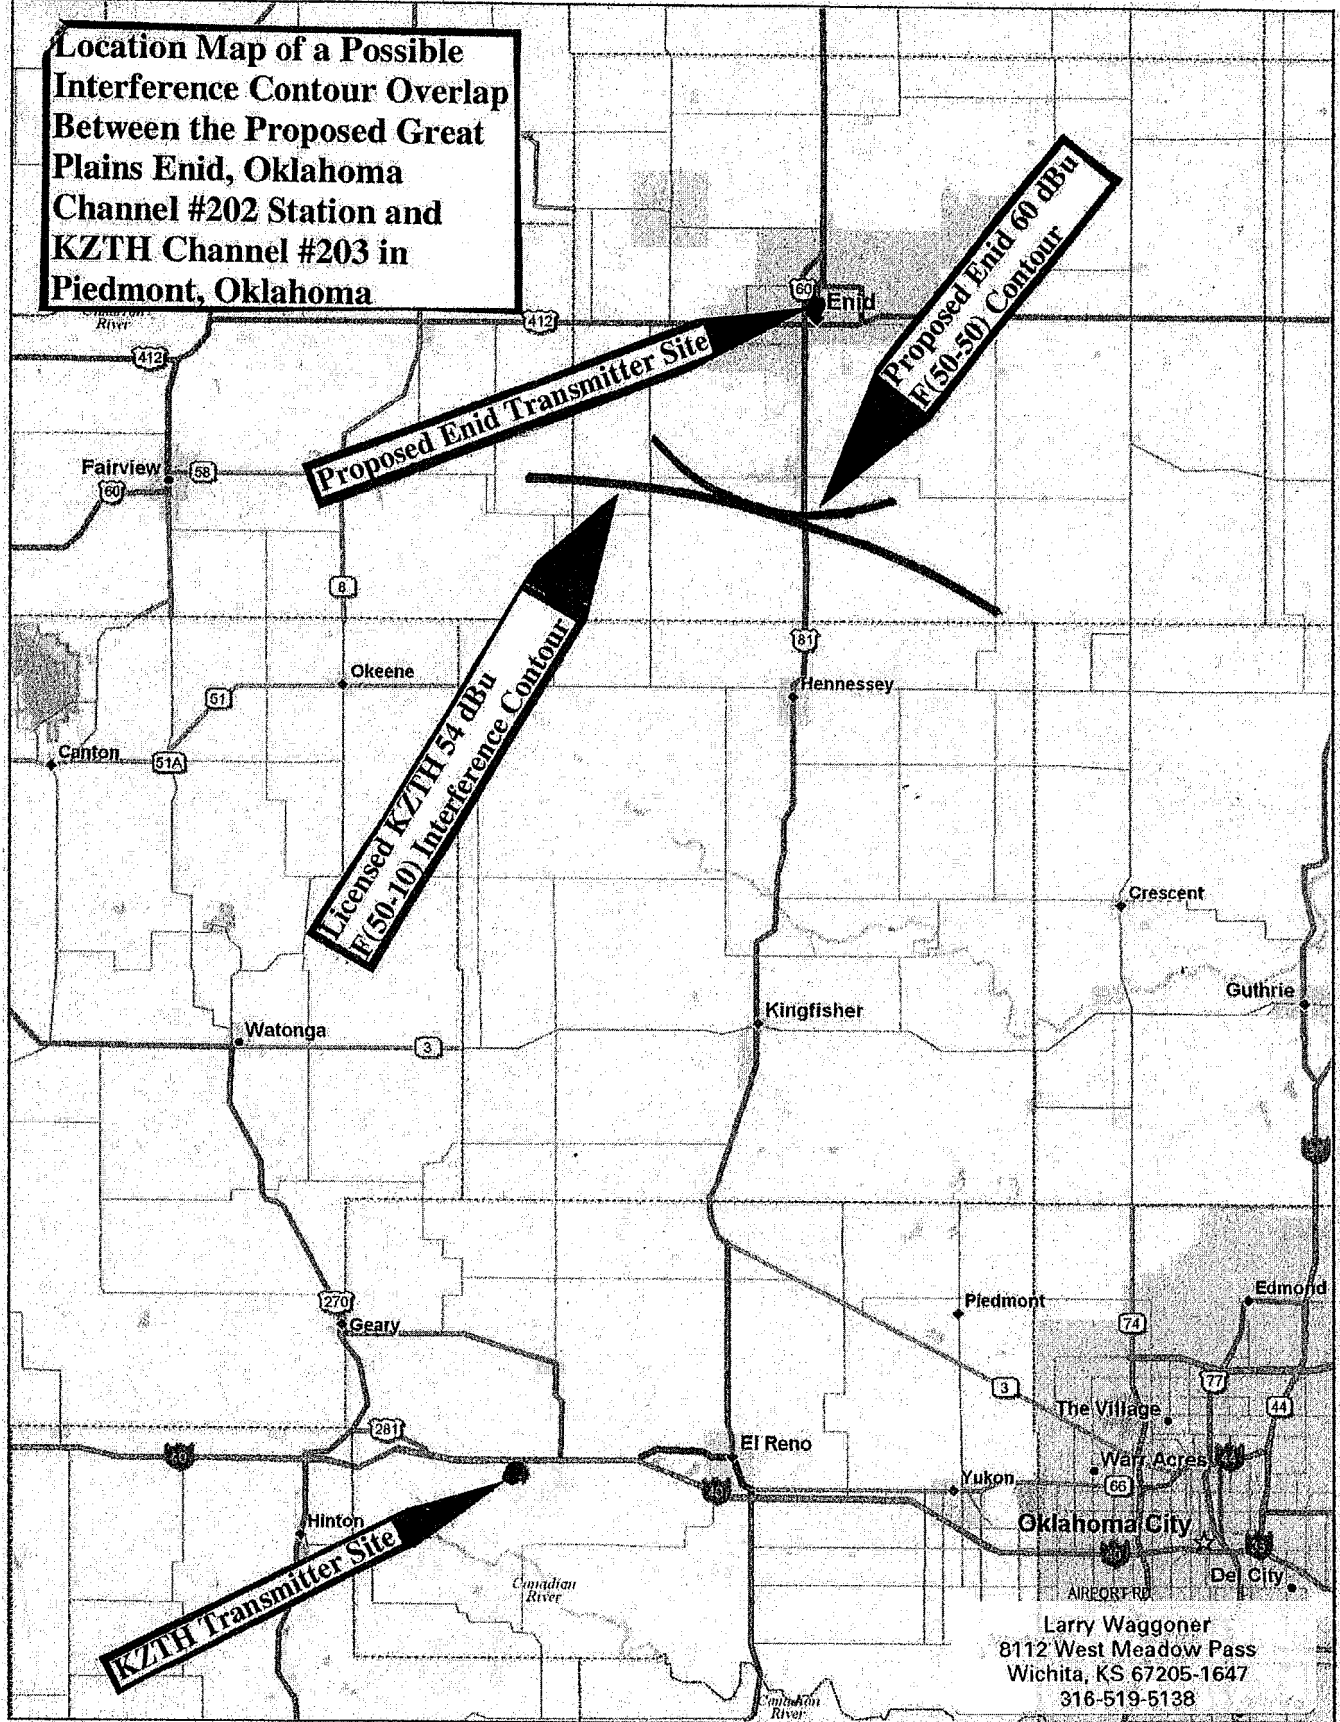 Location Map of a Possible
Interference Contour Overlap
Between the Proposed Great
Plains Enid, Oklahoma
Channel #202 Station and
KZTH Channel #203 in
Piedmont, Oklahoma
River
60
Enid
412
412
Proposed Enid 60 dBu
F(50-50) Contour
Proposed Enid Transmitter Site
Fairview
58
60
8
81
Licensed KZTH 54 dBu
F(50-10) Interference Contour
Okeene
51
Hennessey
Canton
51A
Crescent
Guthrie
Kingfisher
Watonga
3
270
Geary
Piedmont
Edmond
74
77
3
44
The Village
281
El Reno
Warr Acres
40
Yukon
66
Hinton
Oklahoma City
KZTH Transmitter Site
Del City
Canadian
River
AIRPORT RD
Larry Waggoner
8112 West Meadow Pass
Wichita, KS 67205-1647
316-519-5138
Canadian
River